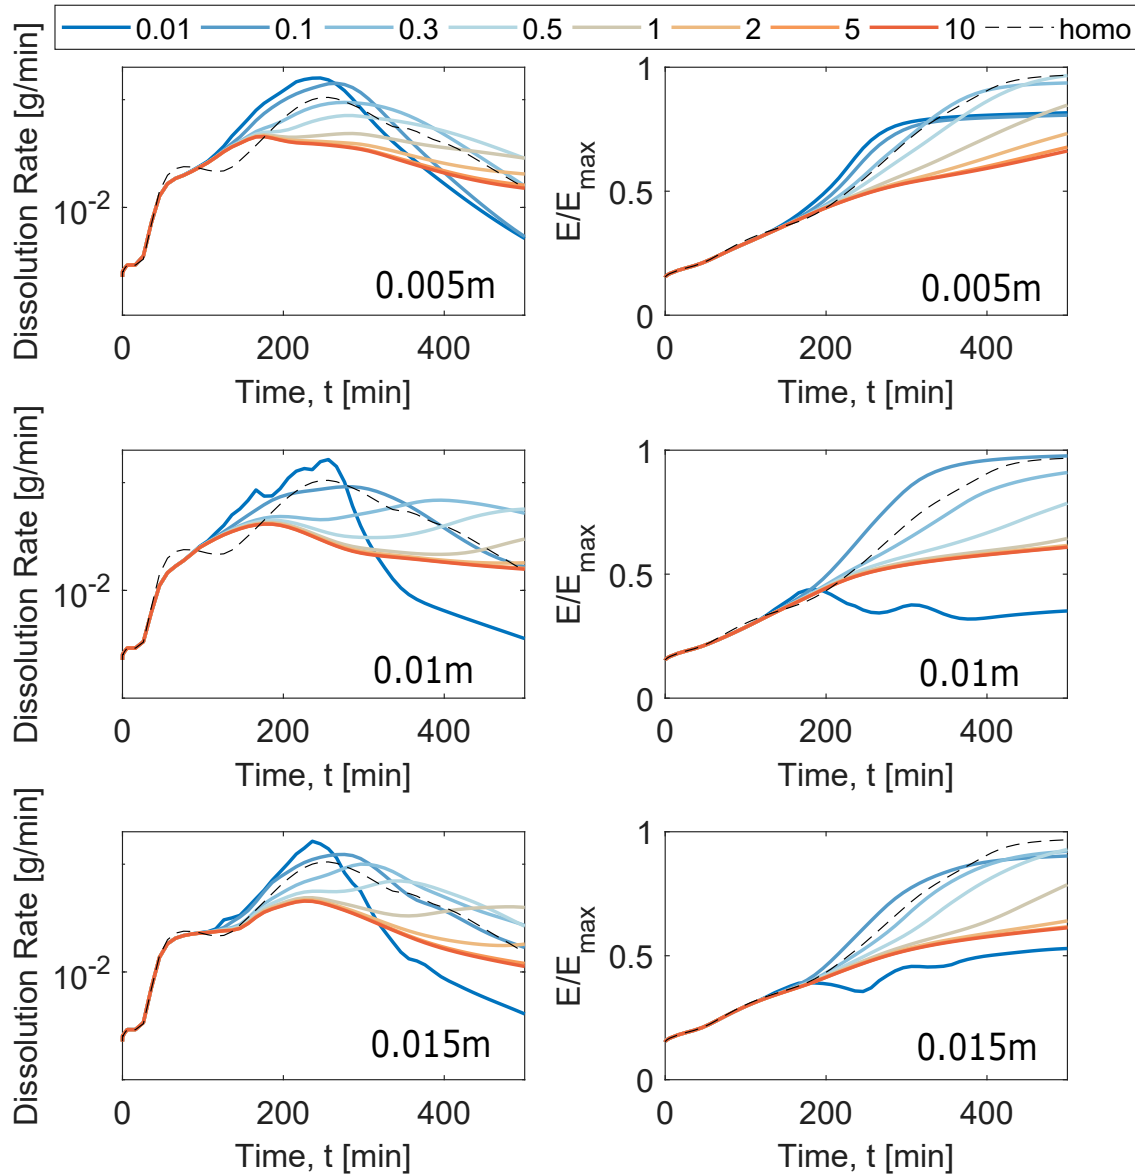 0.01 0.1 0.3 0.5 1 2 5 10 homo
Dissolution Rate [g/min]
10-2
0.005m
0 200 400
Time, t [min]
E/Emax
1
0.5
0
0.005m
0 200 400
Time, t [min]
Dissolution Rate [g/min]
10-2
0.01m
0 200 400
Time, t [min]
E/Emax
1
0.5
0
0.01m
0 200 400
Time, t [min]
Dissolution Rate [g/min]
10-2
0.015m
0 200 400
Time, t [min]
E/Emax
1
0.5
0
0.015m
0 200 400
Time, t [min]